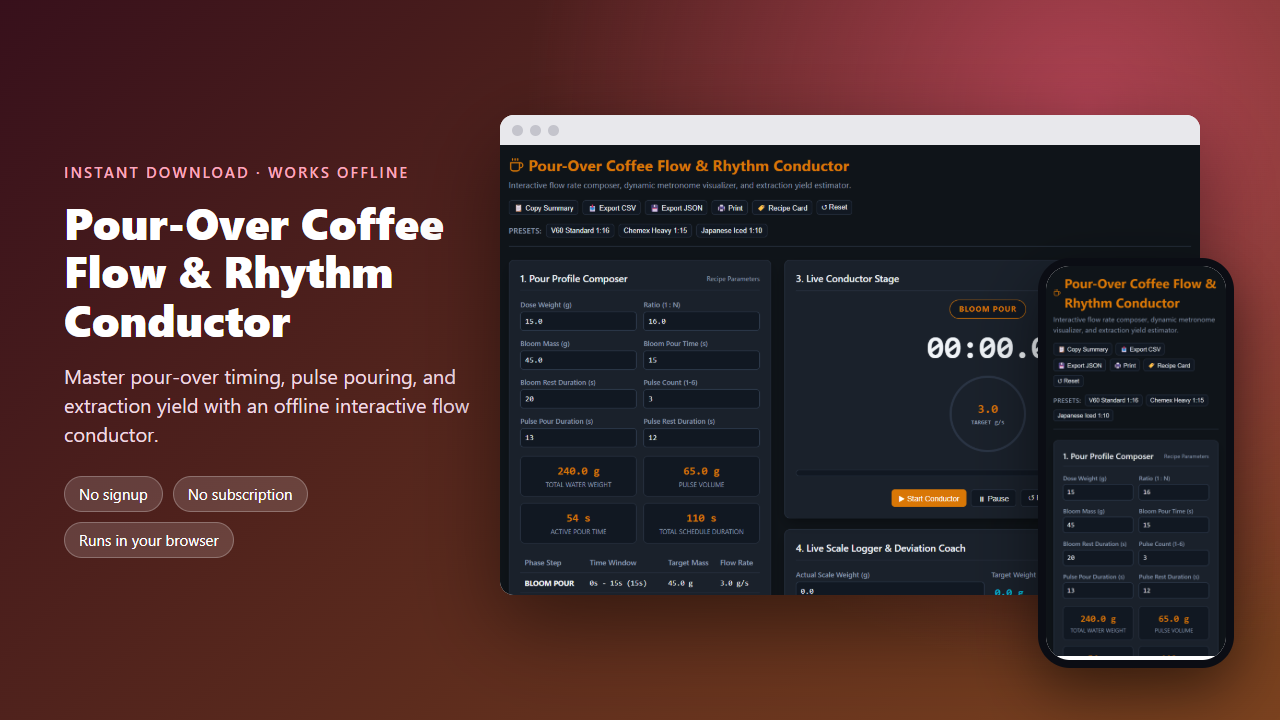 INSTANT DOWNLOAD · WORKS OFFLINE
Pour-Over Coffee
Flow & Rhythm
Conductor
Master pour-over timing, pulse pouring, and
extraction yield with an offline interactive flow
conductor.
No signup
No subscription
Runs in your browser
Pour-Over Coffee Flow & Rhythm Conductor
Interactive flow rate composer, dynamic metronome visualizer, and extraction yield estimator.
Copy Summary
Export CSV
Export JSON
Print
Recipe Card
↺ Reset
PRESETS:
V60 Standard 1:16
Chemex Heavy 1:15
Japanese Iced 1:10
1. Pour Profile Composer
Recipe Parameters
Dose Weight (g)
Ratio (1 : N)
15.0
16.0
Bloom Mass (g)
Bloom Pour Time (s)
45.0
15
Bloom Rest Duration (s)
Pulse Count (1-6)
20
3
Pulse Pour Duration (s)
Pulse Rest Duration (s)
13
12
240.0 g
TOTAL WATER WEIGHT
65.0 g
PULSE VOLUME
54 s
ACTIVE POUR TIME
110 s
TOTAL SCHEDULE DURATION
Phase Step
Time Window
Target Mass
Flow Rate
BLOOM POUR
0s - 15s (15s)
45.0 g
3.0 g/s
3. Live Conductor Stage
BLOOM POUR
00:00.0
3.0
TARGET g/s
▶ Start Conductor
⏸ Pause
↺
4. Live Scale Logger & Deviation Coach
Actual Scale Weight (g)
Target Weight
0.0
0.0 g
Pour-Over Coffee Flow &
Rhythm Conductor
Interactive flow rate composer, dynamic metronome
visualizer, and extraction yield estimator.
Copy Summary
Export CSV
Export JSON
Print
Recipe Card
↺ Reset
PRESETS:
V60 Standard 1:16
Chemex Heavy 1:15
Japanese Iced 1:10
1. Pour Profile Composer
Recipe Parameters
Dose Weight (g)
Ratio (1 : N)
15
16
Bloom Mass (g)
Bloom Pour Time (s)
45
15
Bloom Rest Duration (s)
Pulse Count (1-6)
20
3
Pulse Pour Duration (s)
Pulse Rest Duration (s)
13
12
240.0 g
TOTAL WATER WEIGHT
65.0 g
PULSE VOLUME